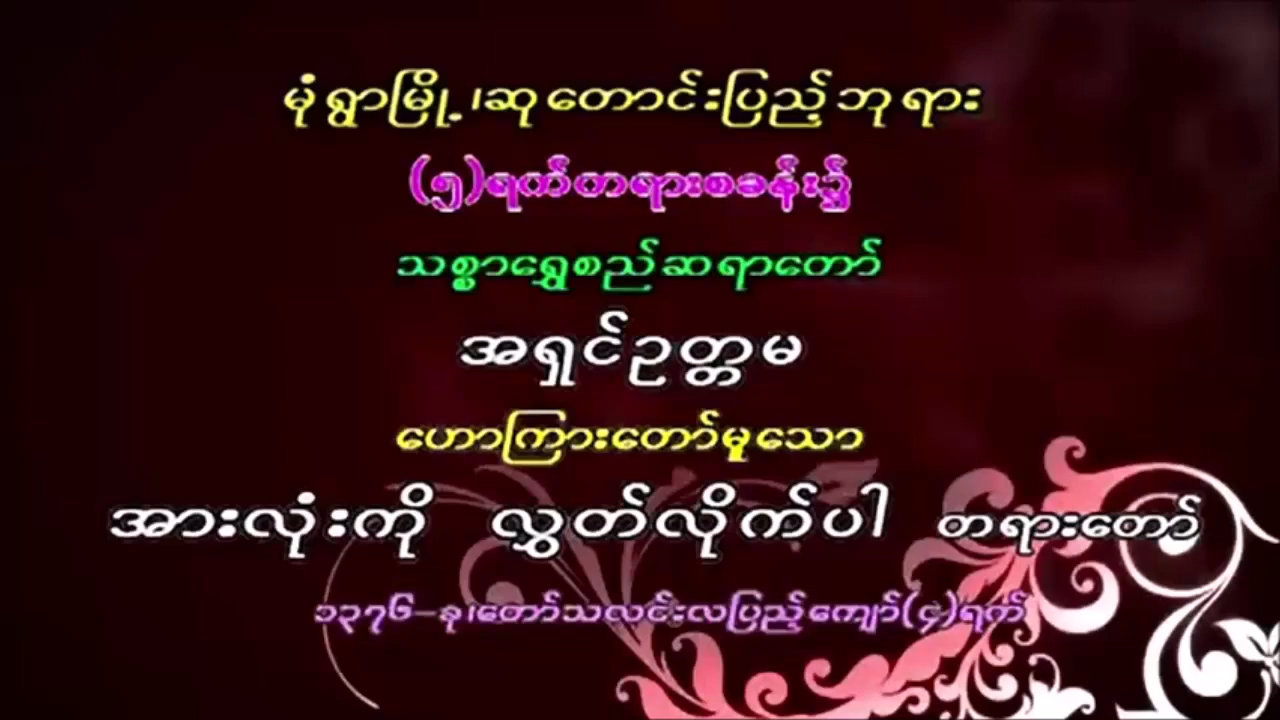 မုံရွာမြို့၊ဆုတောင်းပြည့်ဘုရား
(၅)ရက်တရားစခန်း၌
သစ္စာရွှေစည်ဆရာတော်
အရှင်ဥတ္တမ
ဟောကြားတော်မူသော
အားလုံးကို လွှတ်လိုက်ပါ တရားတော်
၁၃၇၆-ခု၊တော်သလင်းလပြည့်ကျော်(၄)ရက်